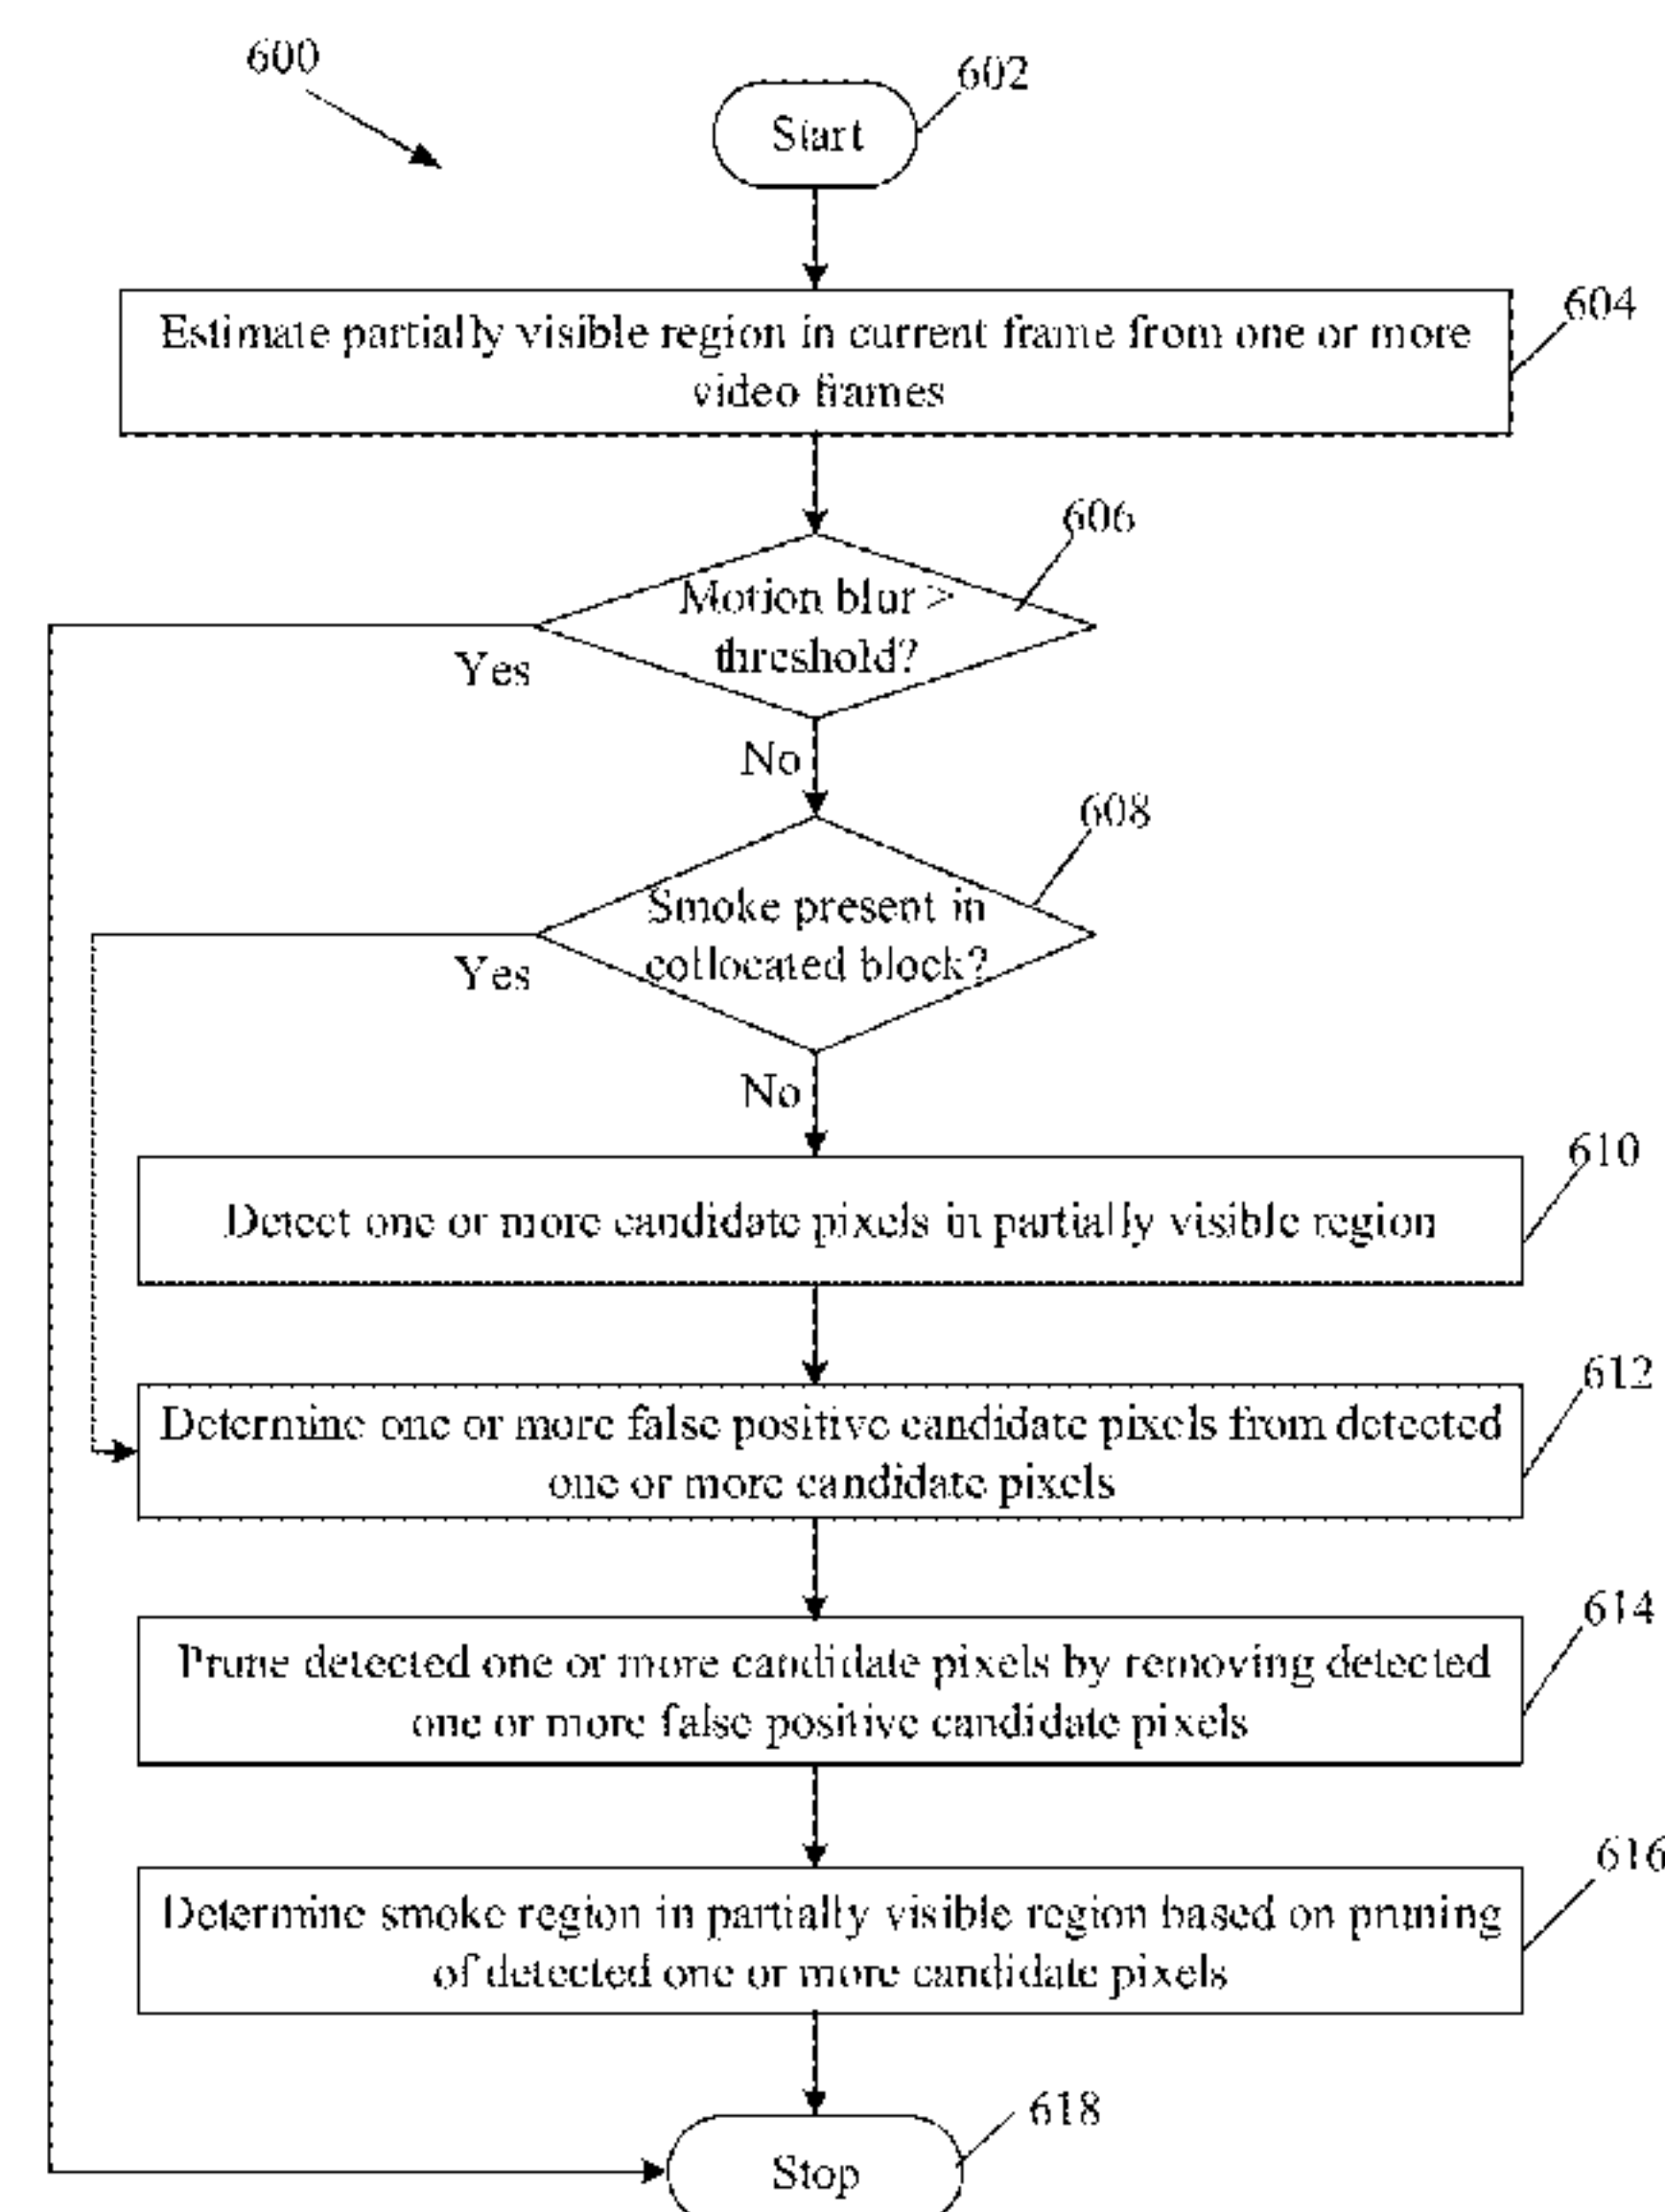 600
602
Start
604
Estimate partially visible region in current frame from one or more
video frames
606
Motion blur >
threshold?
Yes
No
608
Smoke present in
collocated block?
Yes
No
610
Detect one or more candidate pixels in partially visible region
612
Determine one or more false positive candidate pixels from detected
one or more candidate pixels
614
Prune detected one or more candidate pixels by removing detected
one or more false positive candidate pixels
616
Determine smoke region in partially visible region based on pruning
of detected one or more candidate pixels
618
Stop